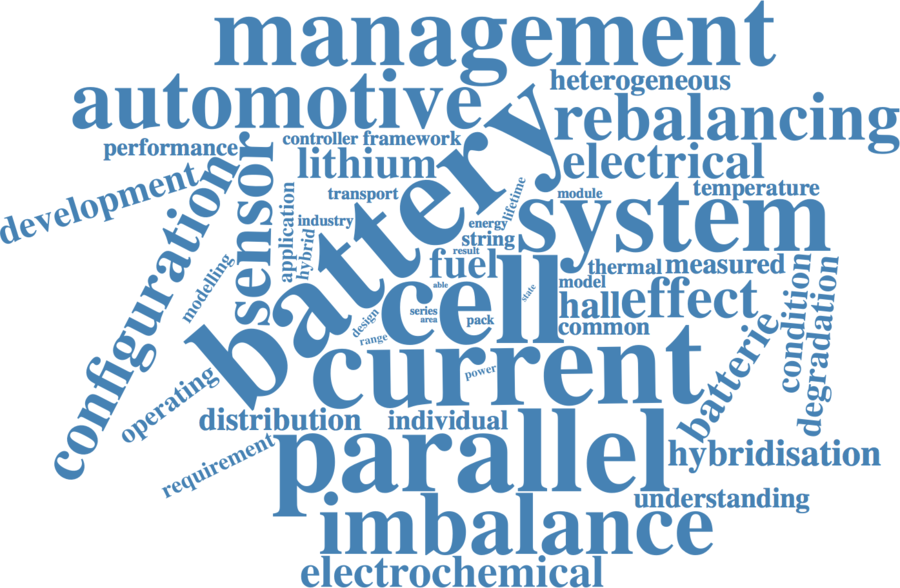 management
heterogeneous
automotive
rebalancing
controller framework
performance
lithium
electrical
development
sensor
battery
transport
lifetime
module
temperature
configuration
application
hybrid
industry
energy
system
string
result
modelling
fuel
thermal
measured
able
cell
state
model
hall
effect
condition
degradation
design
series
area
pack
common
range
current
power
batterie
operating
distribution
individual
parallel
requirement
hybridisation
understanding
imbalance
electrochemical